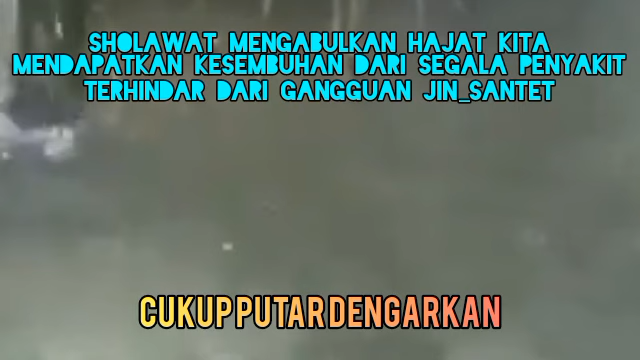 SHOLAWAT MENGABULKAN HAJAT KITA
MENDAPATKAN KESEMBUHAN DARI SEGALA PENYAKIT
TERHINDAR DARI GANGGUAN JIN_SANTET
CUKUP PUTAR DENGARKAN